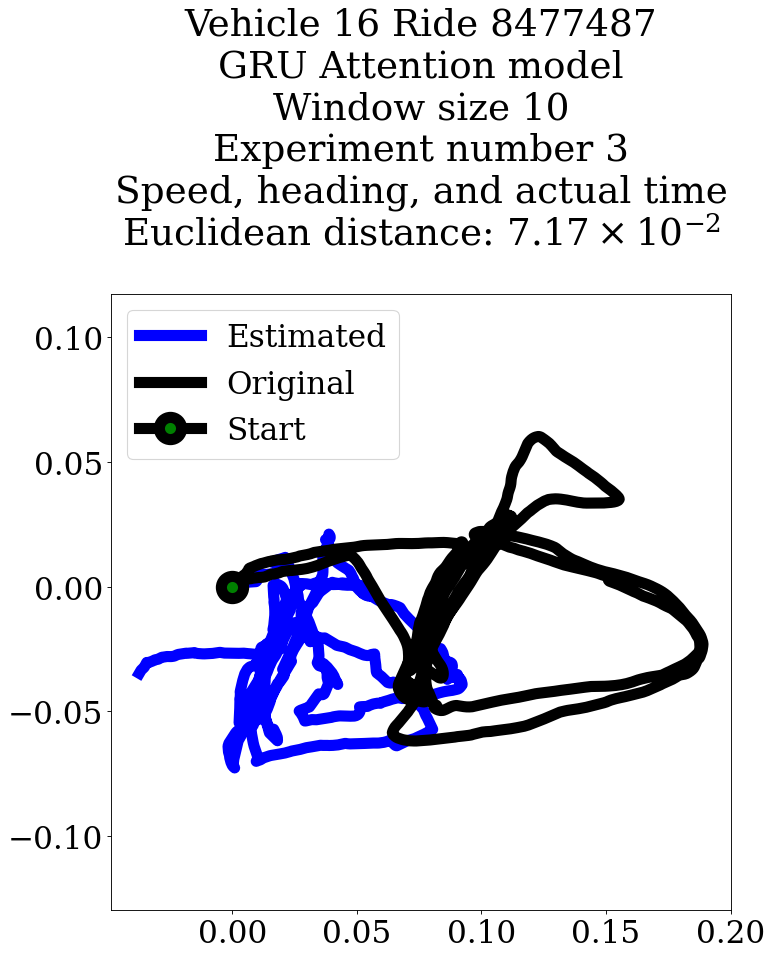 Vehicle 16 Ride 8477487
GRU Attention model
Window size 10
Experiment number 3
Speed, heading, and actual time
Euclidean distance: 7.17 × 10⁻²
Estimated
Original
Start
0.10
0.05
0.00
−0.05
−0.10
0.00 0.05 0.10 0.15 0.20